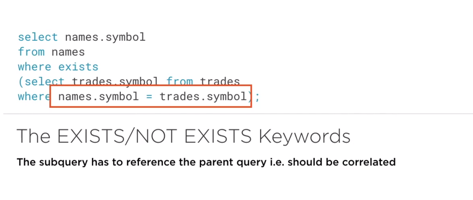 select names.symbol
from names
where exists
(select trades.symbol from trades
where names.symbol = trades.symbol);
The EXISTS/NOT EXISTS Keywords
The subquery has to reference the parent query i.e. should be correlated